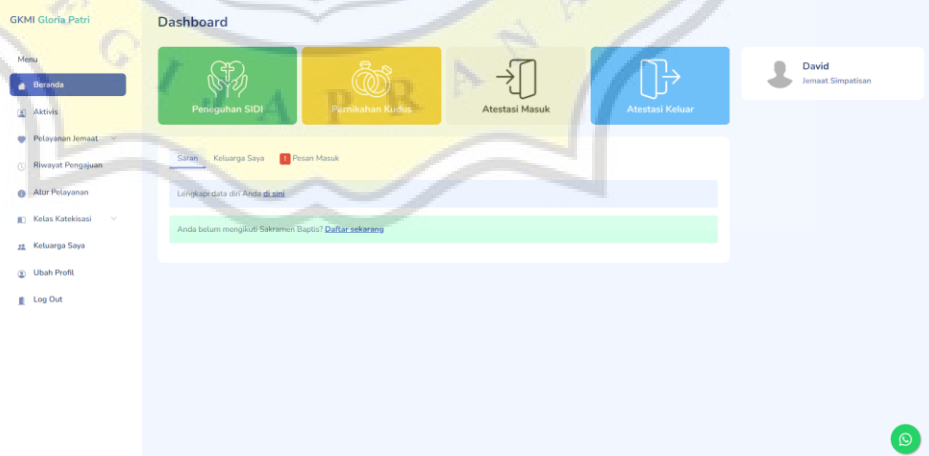 GKMI Gloria Patri
Menu
Beranda
Aktivis
Pelayanan Jemaat
Riwayat Pengajuan
Alur Pelayanan
Kelas Katekisasi
Keluarga Saya
Ubah Profil
Log Out
Dashboard
Peneguhan SIDI
Pernikahan Kudus
Atestasi Masuk
Atestasi Keluar
David
Jemaat Simpatisan
Saran Keluarga Saya ! Pesan Masuk
Lengkapi data diri Anda di sini
Anda belum mengikuti Sakramen Baptis? Daftar sekarang